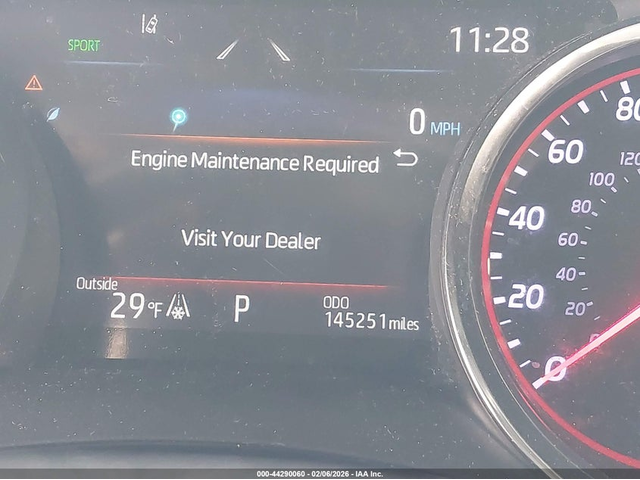 SPORT
11:28
0 MPH
Engine Maintenance Required
Visit Your Dealer
Outside
29°F
P
ODO
145251 miles
80
60
40
20
0
120
100
80
60
40
20
000-44290060 - 02/06/2026 - IAA Inc.